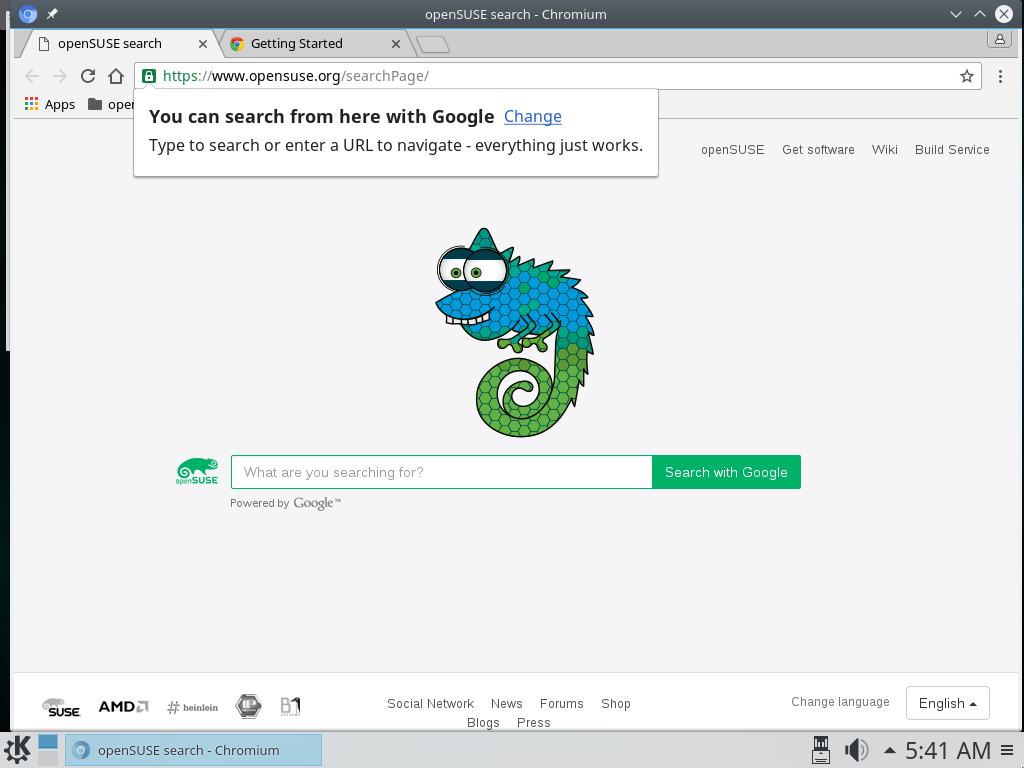 openSUSE search - Chromium
openSUSE search
Getting Started
https://www.opensuse.org/searchPage/
Apps
open
You can search from here with Google Change
Type to search or enter a URL to navigate - everything just works.
openSUSE Get software Wiki Build Service
openSUSE
What are you searching for?
Search with Google
Powered by Google™
SUSE
AMD
# heinlein
IP
B1
Social Network News Forums Shop
Blogs Press
Change language
English
openSUSE search - Chromium
5:41 AM